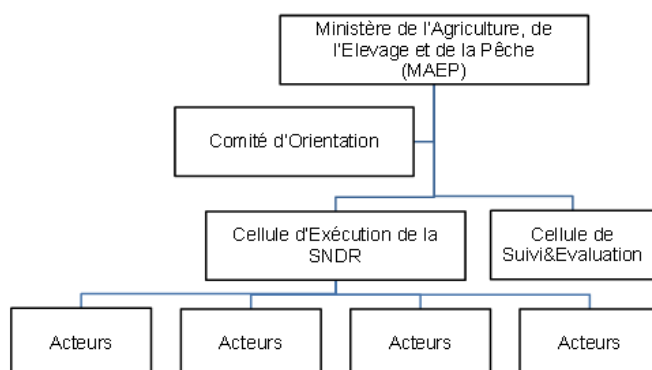 Ministère de l'Agriculture, de
l'Elevage et de la Pêche
(MAEP)
Comité d'Orientation
Cellule d'Exécution de la
SNDR
Cellule de
Suivi&Evaluation
Acteurs
Acteurs
Acteurs
Acteurs